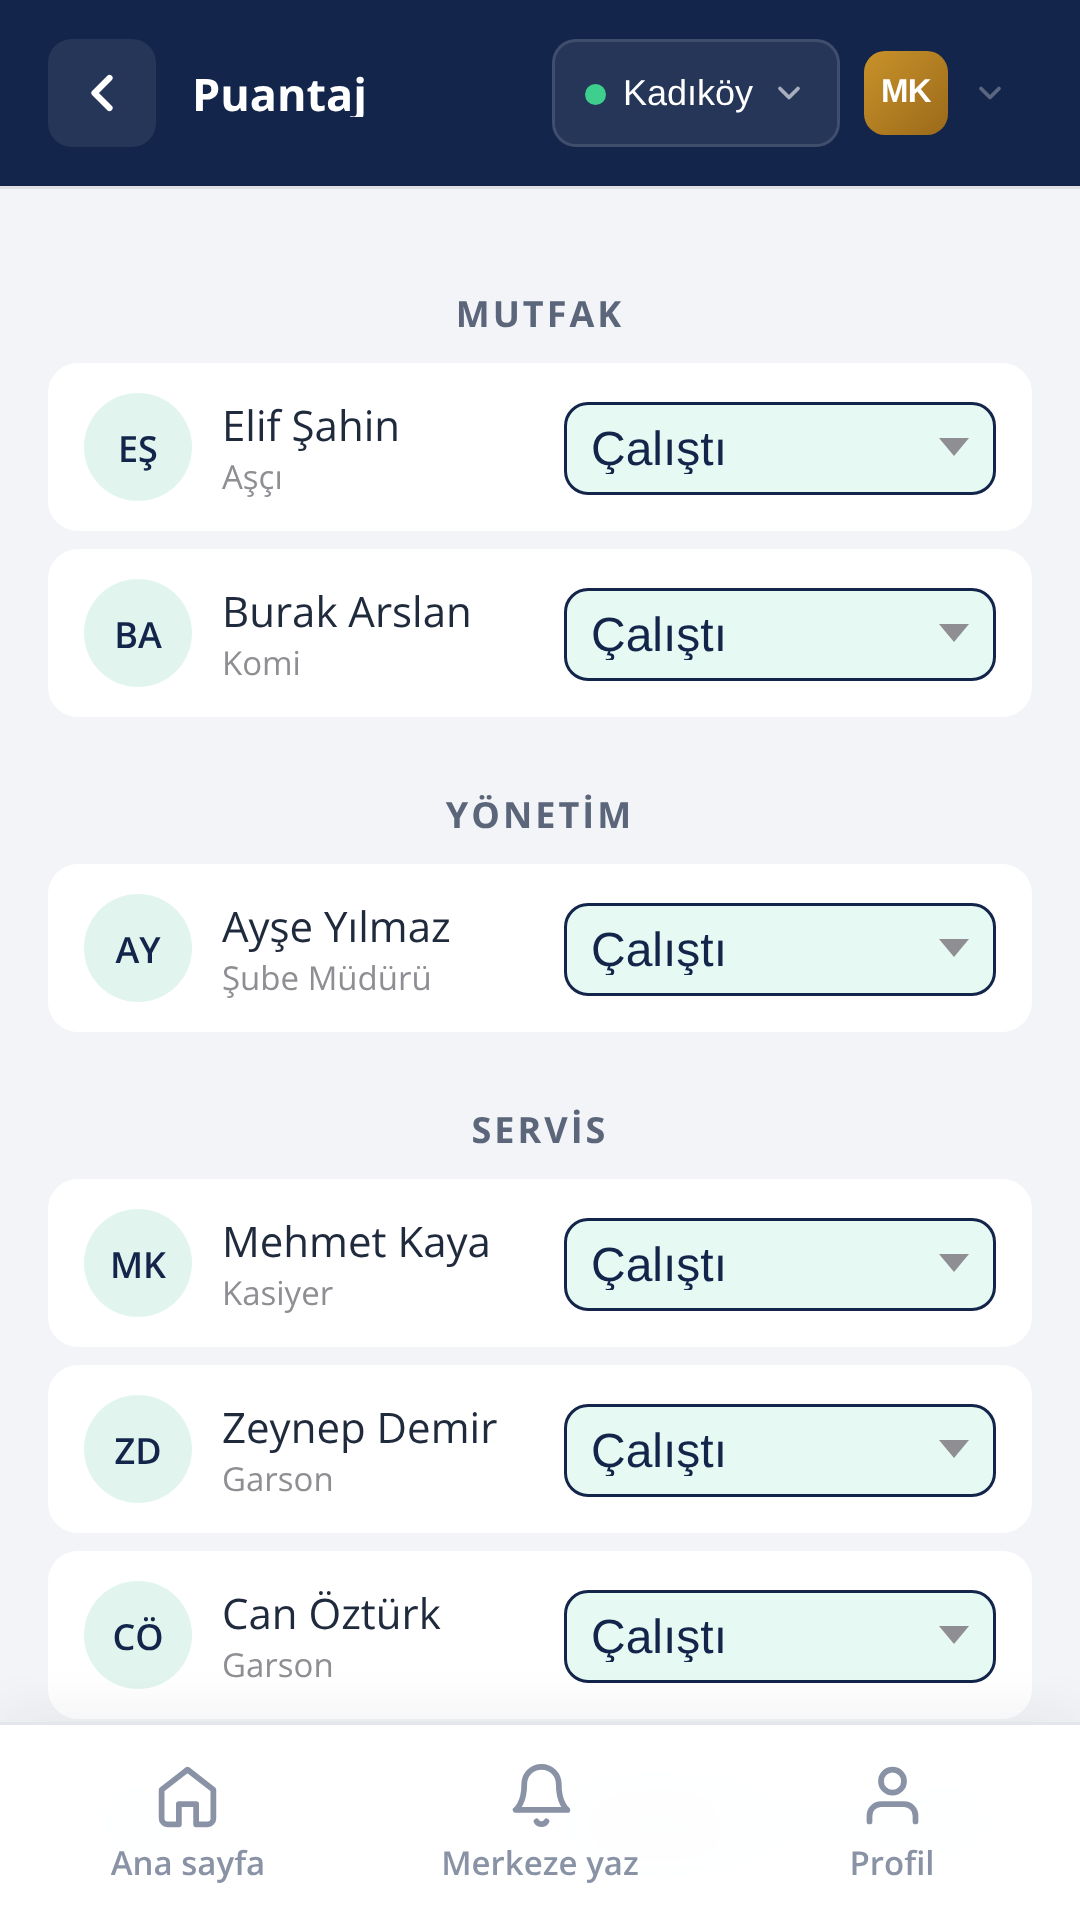 Puantaj
Kadıköy
MK
MUTFAK
EŞ
Elif Şahin
Aşçı
Çalıştı
BA
Burak Arslan
Komi
Çalıştı
YÖNETİM
AY
Ayşe Yılmaz
Şube Müdürü
Çalıştı
SERVİS
MK
Mehmet Kaya
Kasiyer
Çalıştı
ZD
Zeynep Demir
Garson
Çalıştı
CÖ
Can Öztürk
Garson
Çalıştı
Ana sayfa
Merkeze yaz
Profil